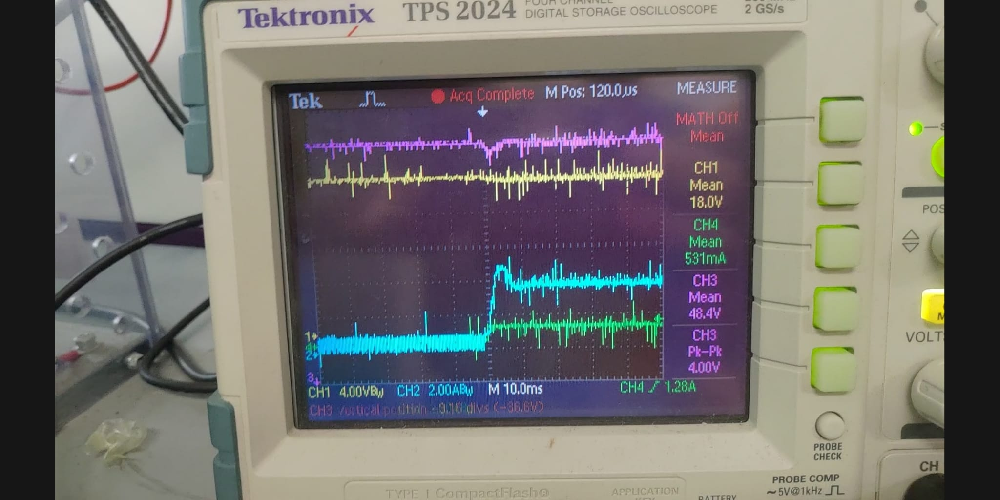 Tektronix TPS 2024 DIGITAL STORAGE OSCILLOSCOPE 2 GS/s
Tek Acq Complete M Pos: 120.0µs MEASURE
MATH Off
Mean
CH1
Mean
18.0V
CH4
Mean
531mA
CH3
Mean
48.4V
CH3
Pk-Pk
4.00V
1
4
2
3
CH1 4.00VBW CH2 2.00ABW M 10.0ms CH4 1.28A
CH3 vertical position -9.16 divs (-36.6V)
POS
VOLTS
PROBE
CHECK
CH
PROBE COMP
~5V@1kHz
TYPE I CompactFlash®
APPLICATION
KEY
BATTERY